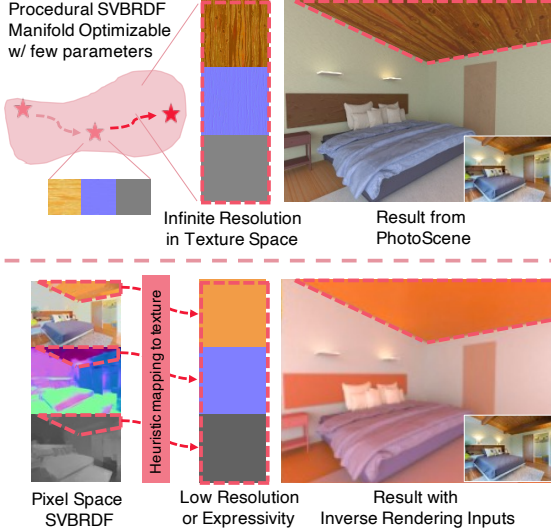 Procedural SVBRDF
Manifold Optimizable
w/ few parameters
Infinite Resolution
in Texture Space
Result from
PhotoScene
Heuristic mapping to texture
Pixel Space
SVBRDF
Low Resolution
or Expressivity
Result with
Inverse Rendering Inputs